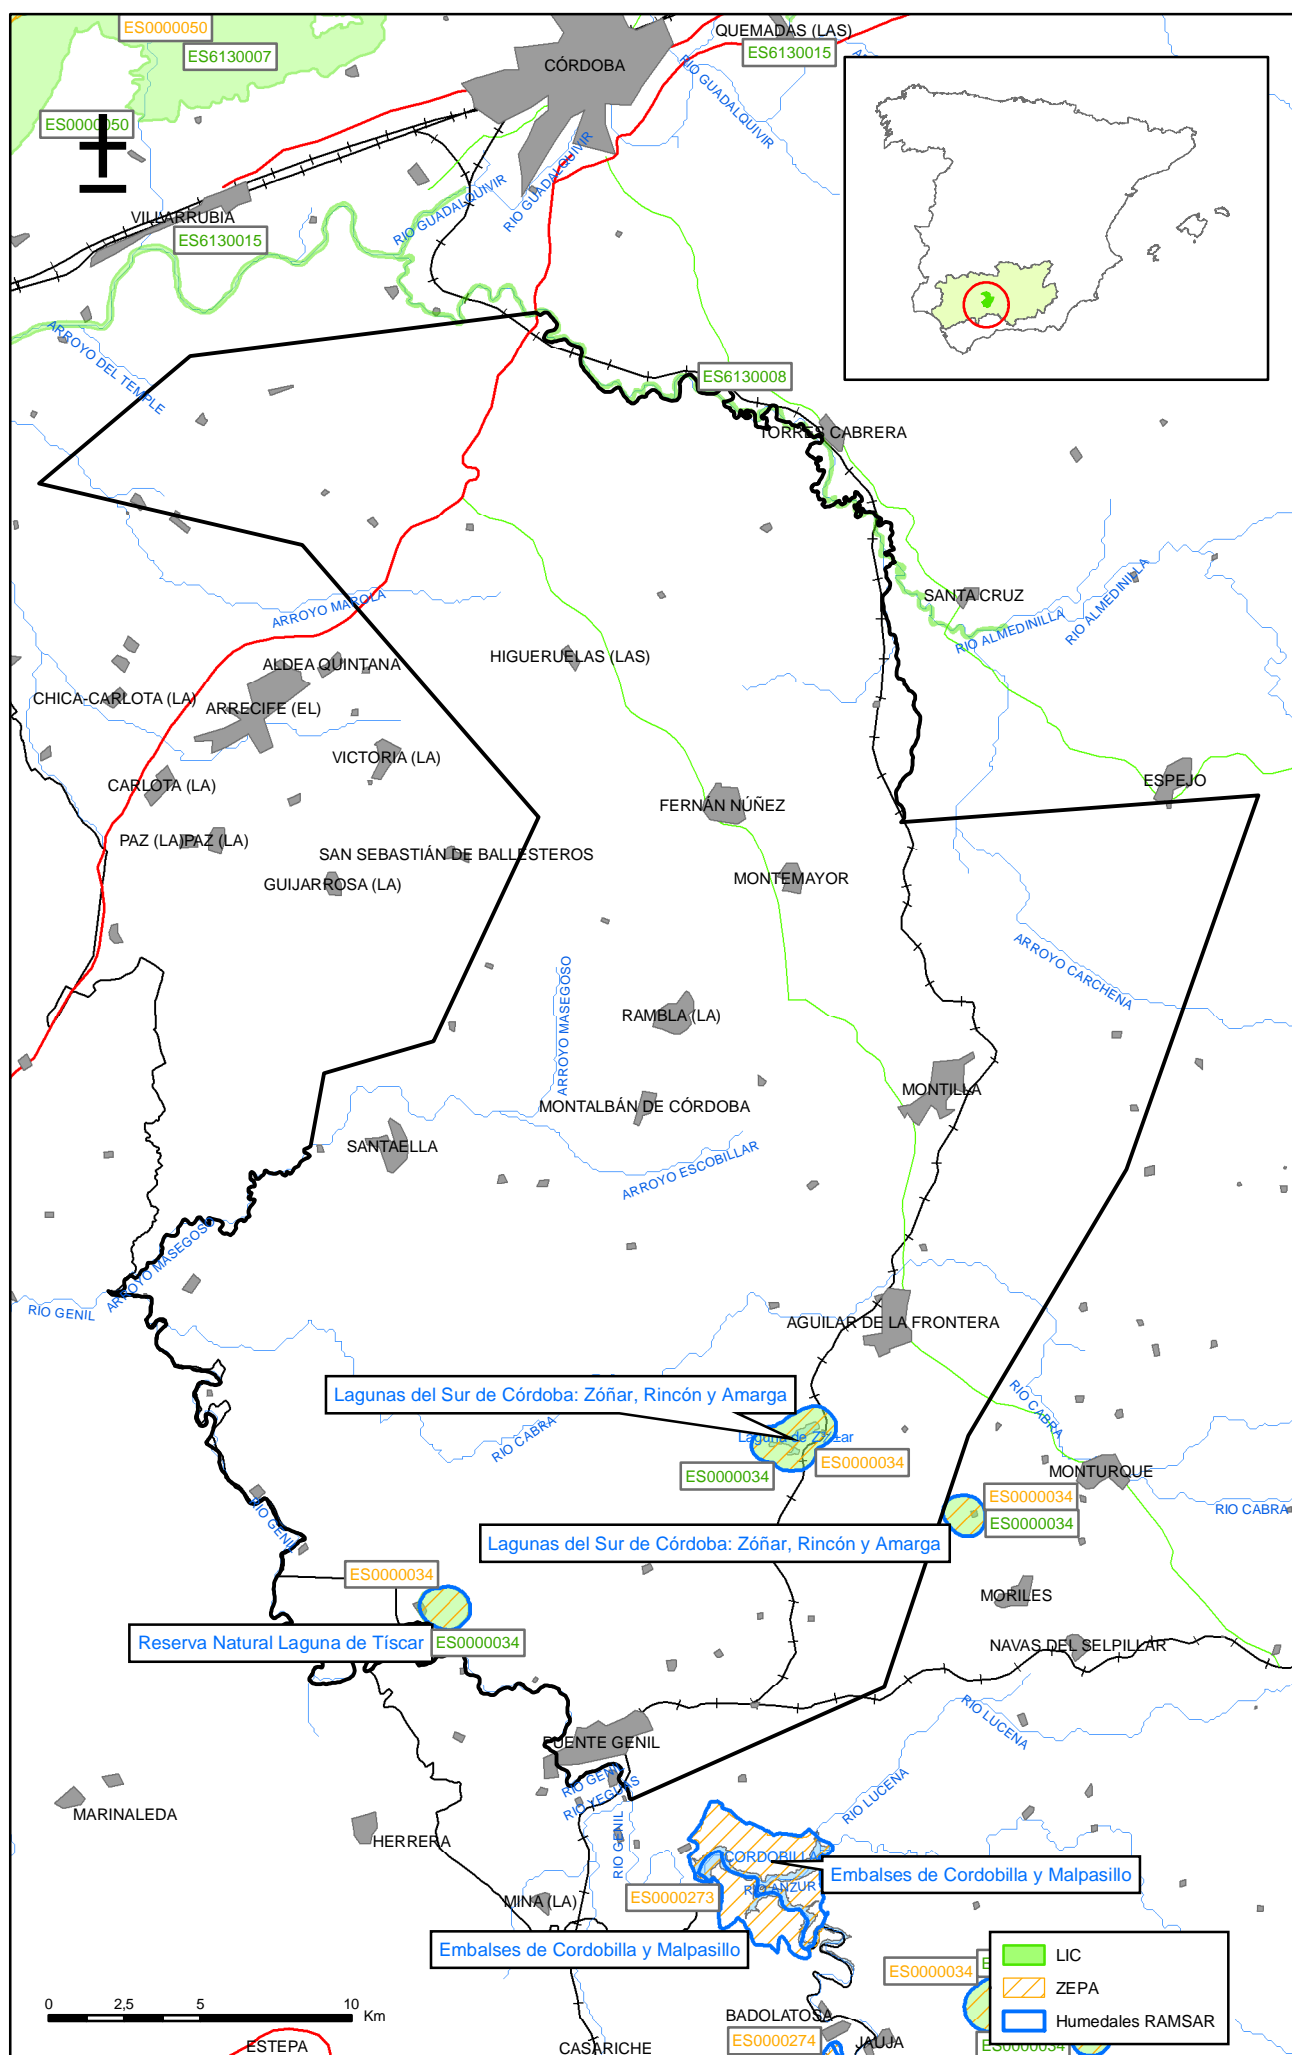 ES0000050
QUEMADAS (LAS)
ES6130007
ES6130015
CÓRDOBA
RIO GUADALQUIVIR
ES0000050
RIO GUADALQUIVIR
RIO GUADALQUIVIR
VILLARRUBIA
ES6130015
ARROYO DEL TEMPLE
ES6130008
TORRES CABRERA
SANTA CRUZ
RIO ALMEDINILLA
RIO ALMEDINILLA
ARROYO MAROLA
HIGUERUELAS (LAS)
ALDEA QUINTANA
CHICA-CARLOTA (LA)
ARRECIFE (EL)
VICTORIA (LA)
CARLOTA (LA)
ESPEJO
FERNÁN NÚÑEZ
PAZ (LA)
PAZ (LA)
SAN SEBASTIÁN DE BALLESTEROS
GUIJARROSA (LA)
MONTEMAYOR
ARROYO CARCHENA
ARROYO MASEGOSO
RAMBLA (LA)
MONTILLA
MONTALBÁN DE CÓRDOBA
SANTAELLA
ARROYO ESCOBILLAR
ARROYO MASEGOSO
RIO GENIL
AGUILAR DE LA FRONTERA
Lagunas del Sur de Córdoba: Zóñar, Rincón y Amarga
RIO CABRA
RIO CABRA
ES0000034
ES0000034
MONTURQUE
ES0000034
RIO CABRA
ES0000034
RIO GENIL
Lagunas del Sur de Córdoba: Zóñar, Rincón y Amarga
ES0000034
MORILES
Reserva Natural Laguna de Tíscar
ES0000034
NAVAS DEL SELPILLAR
RIO LUCENA
PUENTE GENIL
RIO GENIL
RIO YEGUAS
RIO LUCENA
MARINALEDA
HERRERA
RIO GENIL
CORDOBILLA
RIO ANZUR
Embalses de Cordobilla y Malpasillo
MINA (LA)
ES0000273
Embalses de Cordobilla y Malpasillo
LIC
ES0000034
ZEPA
Humedales RAMSAR
0 2,5 5 10
Km
BADOLATOSA
ES0000274
JAUJA
ES0000034
ESTEPA
CASARICHE